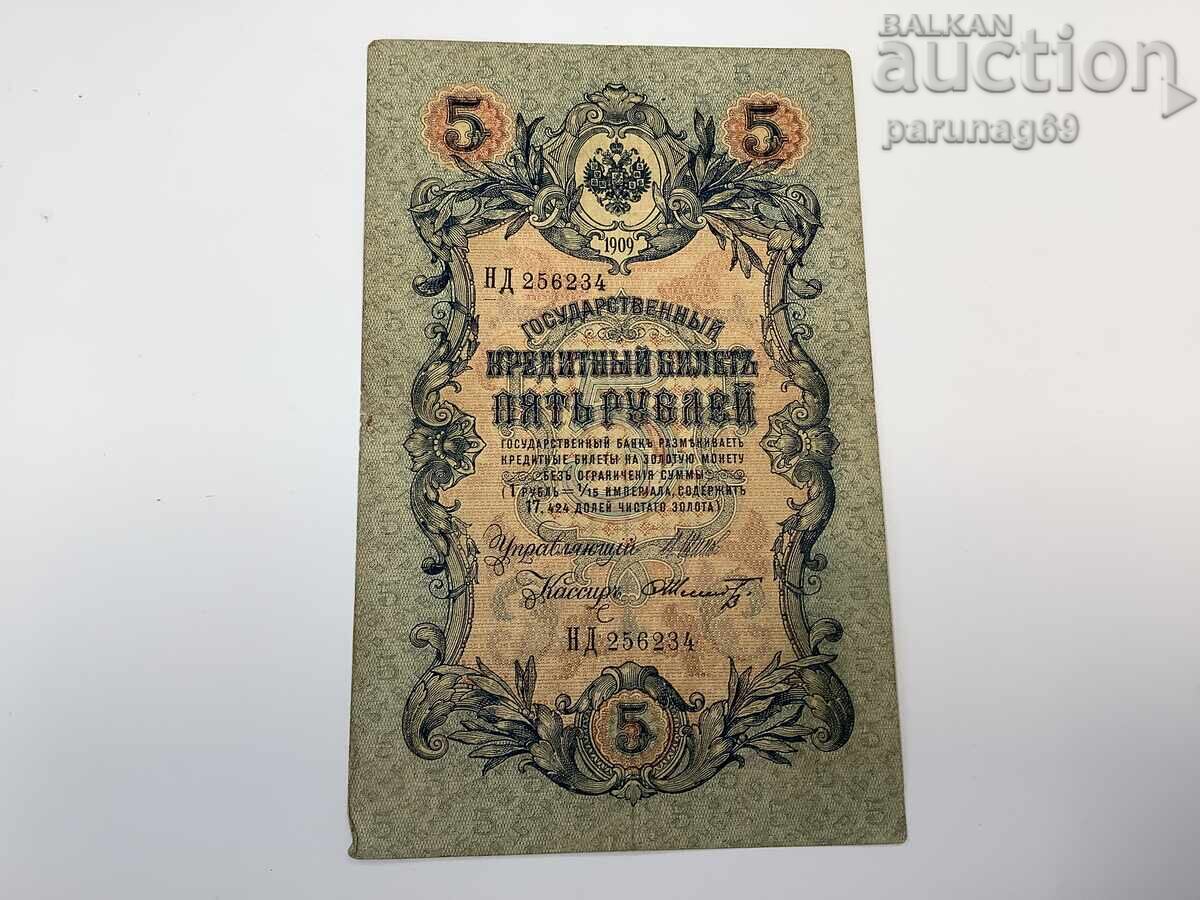 BALKAN
auction
parunag69
5 5
1909
НД 256234
ГОСУДАРСТВЕННЫЙ
КРЕДИТНЫЙ БИЛЕТЪ
ПЯТЬ РУБЛЕЙ
ГОСУДАРСТВЕННЫЙ БАНКЪ РАЗМѢНИВАЕТЪ
КРЕДИТНЫЕ БИЛЕТЫ НА ЗОЛОТУЮ МОНЕТУ
БЕЗЪ ОГРАНИЧЕНІЯ СУММЫ
(1 РУБЛЬ = 1/15 ИМПЕРІАЛА, СОДЕРЖИТЪ
17,424 ДОЛЕЙ ЧИСТАГО ЗОЛОТА)
Управляющій
Кассиръ
НД 256234
5